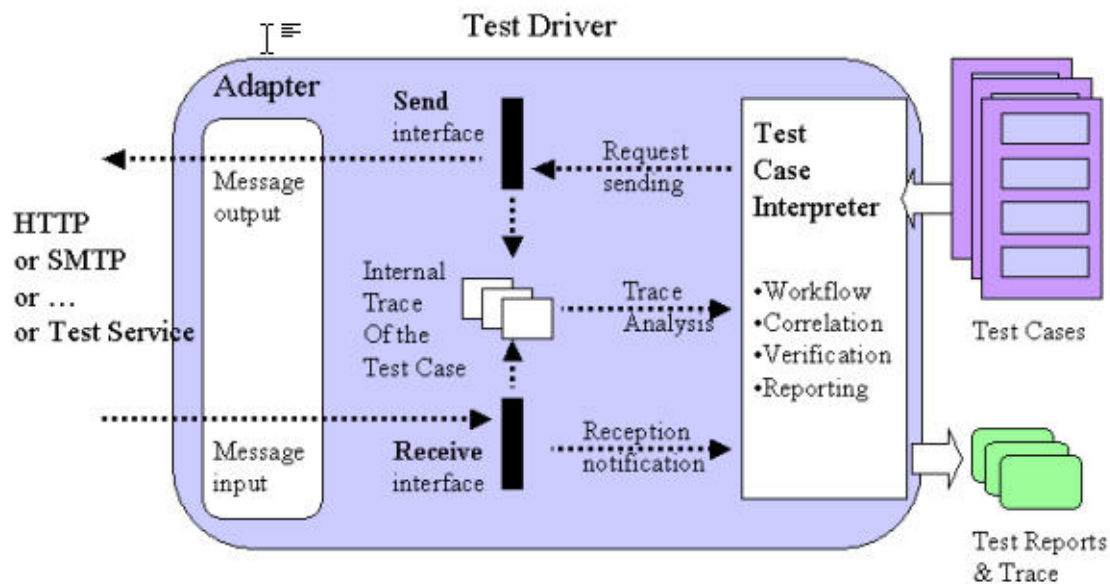 Test Driver
Adapter
Send
interface
Message
output
Request
sending
Test
Case
Interpreter
HTTP
or SMTP
or ...
or Test Service
Internal
Trace
Of the
Test Case
Trace
Analysis
•Workflow
•Correlation
•Verification
•Reporting
Test Cases
Message
input
Receive
interface
Reception
notification
Test Reports
& Trace